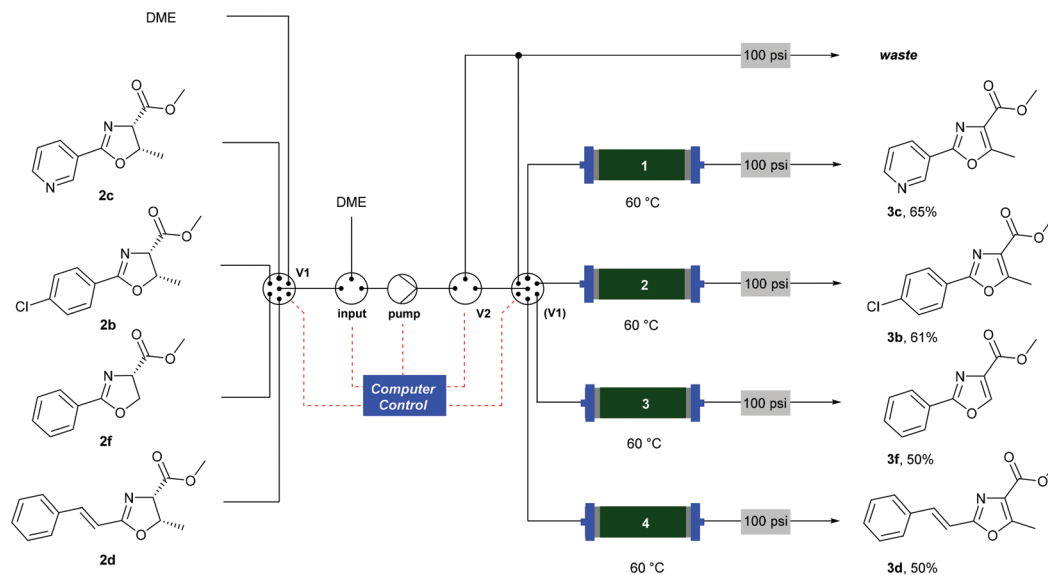 DME
100 psi
waste
O
O
N
O
N
2c
1
60 °C
100 psi
O
O
N
O
N
3c, 65%
DME
O
O
N
O
Cl
2b
V1
input
pump
V2
(V1)
2
60 °C
100 psi
O
O
N
O
Cl
3b, 61%
Computer
Control
O
O
N
O
2f
3
60 °C
100 psi
O
O
N
O
3f, 50%
O
O
N
O
2d
4
60 °C
100 psi
O
O
N
O
3d, 50%